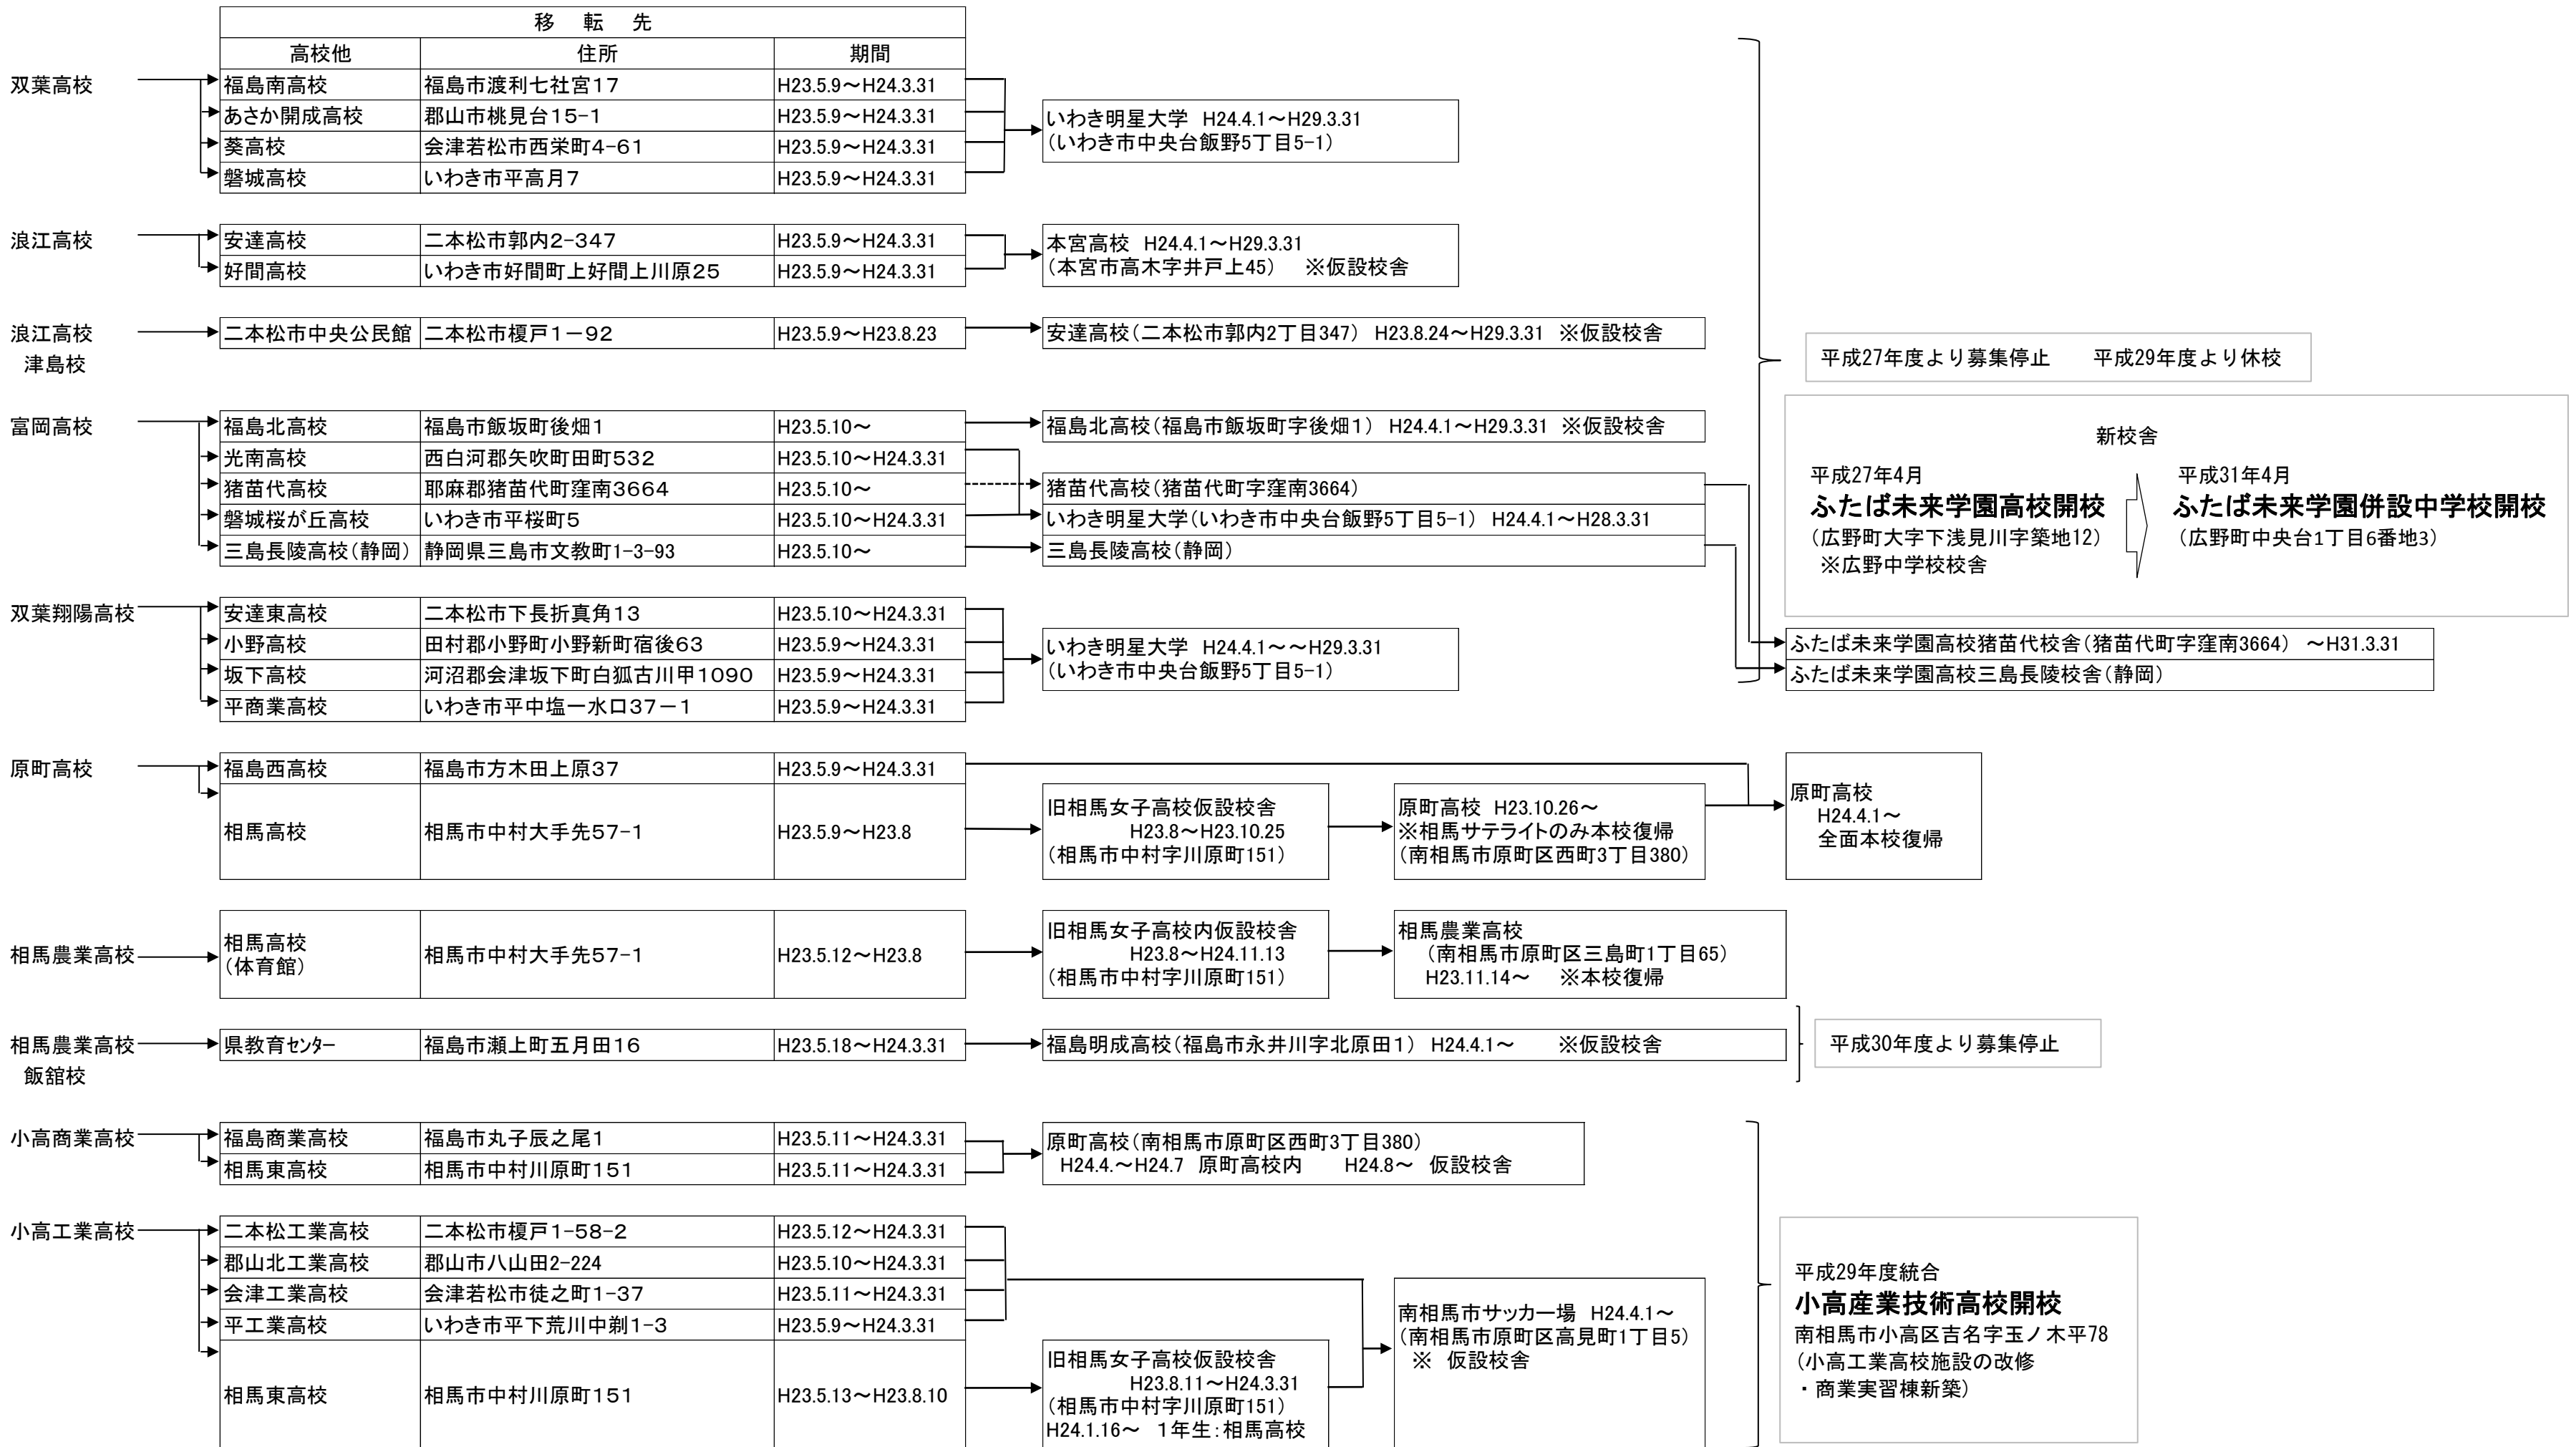 移　転　先
高校他　住所　期間
双葉高校
福島南高校　福島市渡利七社宮１７　H23.5.9～H24.3.31
あさか開成高校　郡山市桃見台１５－１　H23.5.9～H24.3.31
葵高校　会津若松市西栄町４－６１　H23.5.9～H24.3.31
磐城高校　いわき市平高月７　H23.5.9～H24.3.31
いわき明星大学　H24.4.1～H29.3.31
（いわき市中央台飯野5丁目5-1）
浪江高校
安達高校　二本松市郭内２－３４７　H23.5.9～H24.3.31
好間高校　いわき市好間町上好間上川原２５　H23.5.9～H24.3.31
本宮高校　H24.4.1～H29.3.31
（本宮市高木字井戸上45）　※仮設校舎
浪江高校
津島校
二本松市中央公民館　二本松市榎戸１－９２　H23.5.9～H23.8.23
安達高校（二本松市郭内2丁目347）　H23.8.24～H29.3.31　※仮設校舎
平成27年度より募集停止　　平成29年度より休校
富岡高校
福島北高校　福島市飯坂町後畑１　H23.5.10～
光南高校　西白河郡矢吹町田町５３２　H23.5.10～H24.3.31
猪苗代高校　耶麻郡猪苗代町窪南３６６４　H23.5.10～
磐城桜が丘高校　いわき市平桜町５　H23.5.10～H24.3.31
三島長陵高校（静岡）　静岡県三島市文教町1-3-93　H23.5.10～
福島北高校（福島市飯坂町字後畑１）　H24.4.1～H29.3.31　※仮設校舎
猪苗代高校（猪苗代町字窪南3664）
いわき明星大学（いわき市中央台飯野5丁目5-1）　H24.4.1～H28.3.31
三島長陵高校（静岡）
新校舎
平成27年4月
ふたば未来学園高校開校
（広野町大字下浅見川字築地12）
※広野中学校校舎
平成31年4月
ふたば未来学園併設中学校開校
（広野町中央台1丁目6番地3）
双葉翔陽高校
安達東高校　二本松市下長折真角１３　H23.5.10～H24.3.31
小野高校　田村郡小野町小野新町宿後６３　H23.5.9～H24.3.31
坂下高校　河沼郡会津坂下町白狐古川甲１０９０　H23.5.9～H24.3.31
平商業高校　いわき市平中塩一水口３７－１　H23.5.9～H24.3.31
いわき明星大学　H24.4.1～～H29.3.31
（いわき市中央台飯野5丁目5-1）
ふたば未来学園高校猪苗代校舎（猪苗代町字窪南3664）　～H31.3.31
ふたば未来学園高校三島長陵校舎（静岡）
原町高校
福島西高校　福島市方木田上原３７　H23.5.9～H24.3.31
相馬高校　相馬市中村大手先５７－１　H23.5.9～H23.8
旧相馬女子高校仮設校舎
H23.8～H23.10.25
（相馬市中村字川原町151）
原町高校　H23.10.26～
※相馬サテライトのみ本校復帰
（南相馬市原町区西町3丁目380）
原町高校
H24.4.1～
全面本校復帰
相馬農業高校
相馬高校
（体育館）
相馬市中村大手先５７－１　H23.5.12～H23.8
旧相馬女子高校内仮設校舎
H23.8～H24.11.13
（相馬市中村字川原町151）
相馬農業高校
（南相馬市原町区三島町1丁目65）
H23.11.14～　※本校復帰
相馬農業高校
飯舘校
県教育ｾﾝﾀｰ　福島市瀬上町五月田１６　H23.5.18～H24.3.31
福島明成高校（福島市永井川字北原田１）　H24.4.1～　　※仮設校舎
平成30年度より募集停止
小高商業高校
福島商業高校　福島市丸子辰之尾１　H23.5.11～H24.3.31
相馬東高校　相馬市中村川原町１５１　H23.5.11～H24.3.31
原町高校（南相馬市原町区西町3丁目380）
H24.4.～H24.7　原町高校内　　H24.8～　仮設校舎
小高工業高校
二本松工業高校　二本松市榎戸１－５８－２　H23.5.12～H24.3.31
郡山北工業高校　郡山市八山田2-224　H23.5.10～H24.3.31
会津工業高校　会津若松市徒之町１－３７　H23.5.11～H24.3.31
平工業高校　いわき市平下荒川中剃１－３　H23.5.9～H24.3.31
相馬東高校　相馬市中村川原町１５１　H23.5.13～H23.8.10
旧相馬女子高校仮設校舎
H23.8.11～H24.3.31
（相馬市中村字川原町151）
H24.1.16～　１年生：相馬高校
南相馬市サッカー場　H24.4.1～
（南相馬市原町区高見町1丁目5）
※　仮設校舎
平成29年度統合
小高産業技術高校開校
南相馬市小高区吉名字玉ノ木平78
（小高工業高校施設の改修
・商業実習棟新築）